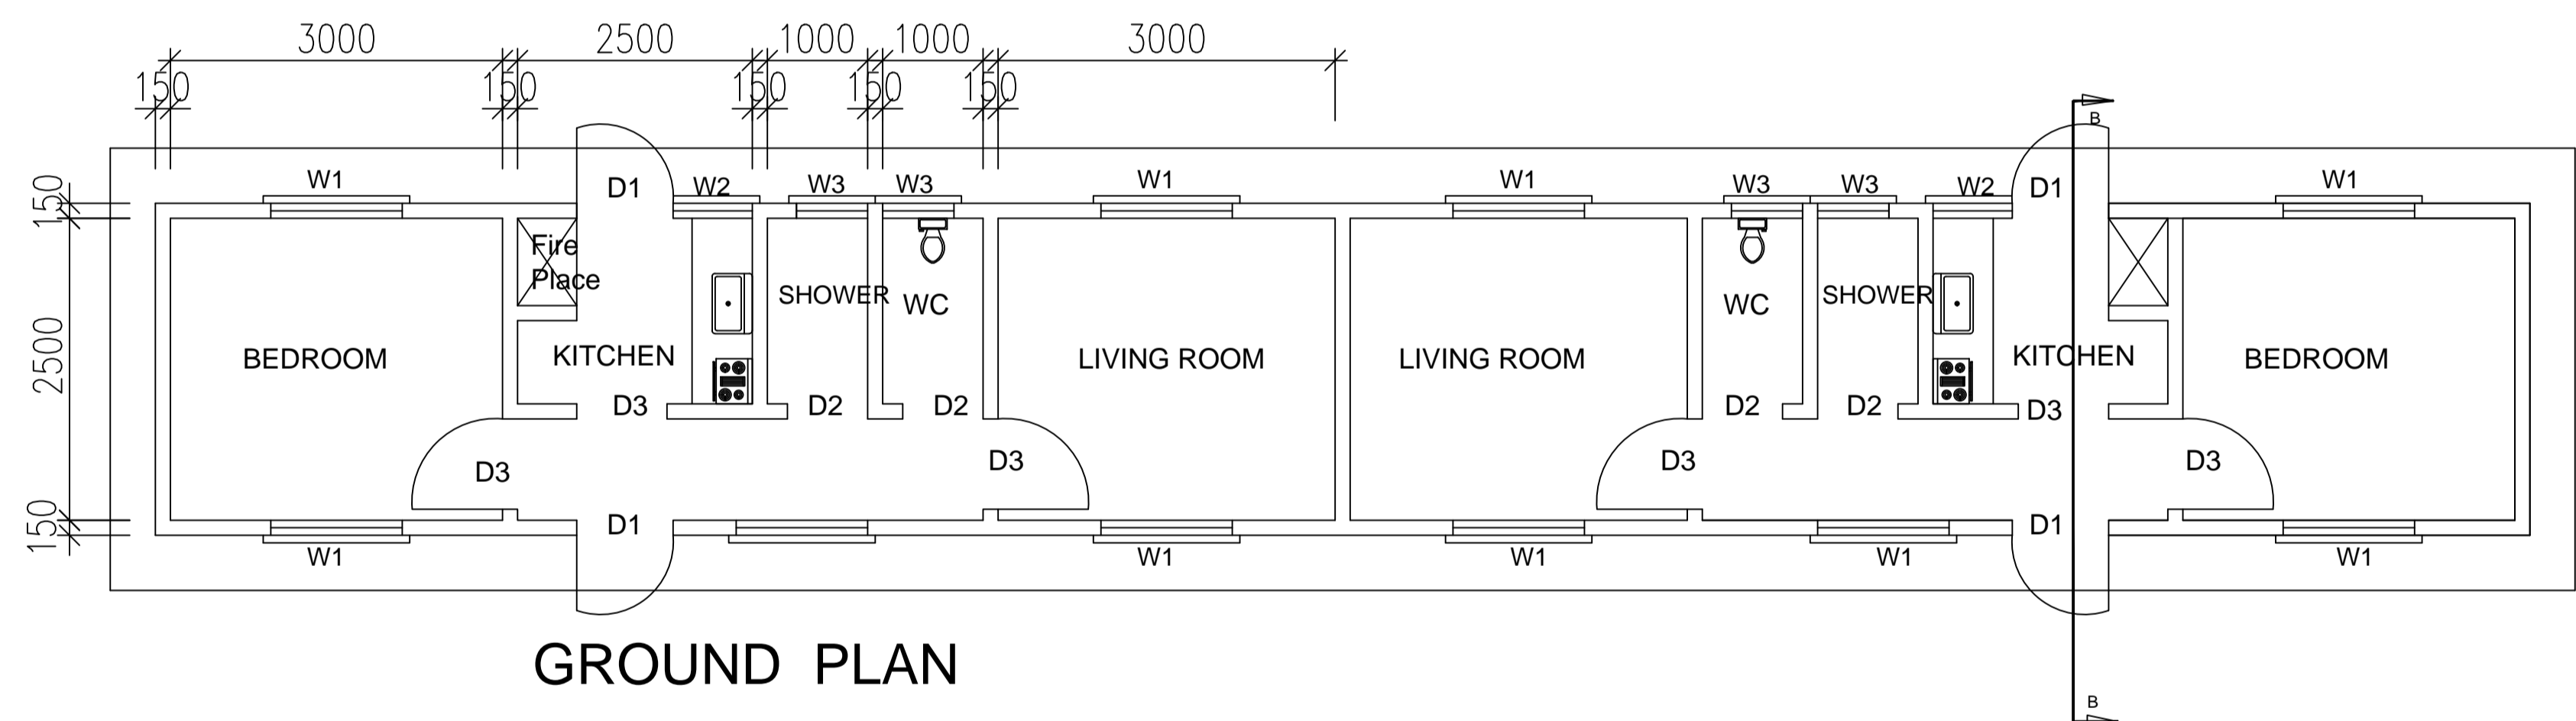 3000 2500 1000 1000 3000
150 150 150 150 150
B
W1 D1 W2 W3 W3 W1 W1 W3 W3 W2 D1 W1
150
Fire
Place
SHOWER WC WC SHOWER
2500
BEDROOM KITCHEN LIVING ROOM LIVING ROOM KITCHEN BEDROOM
D3 D2 D2 D2 D2 D3
D3 D3 D3 D3
150
D1 D1
W1 W1 W1 W1 W1
GROUND PLAN
B